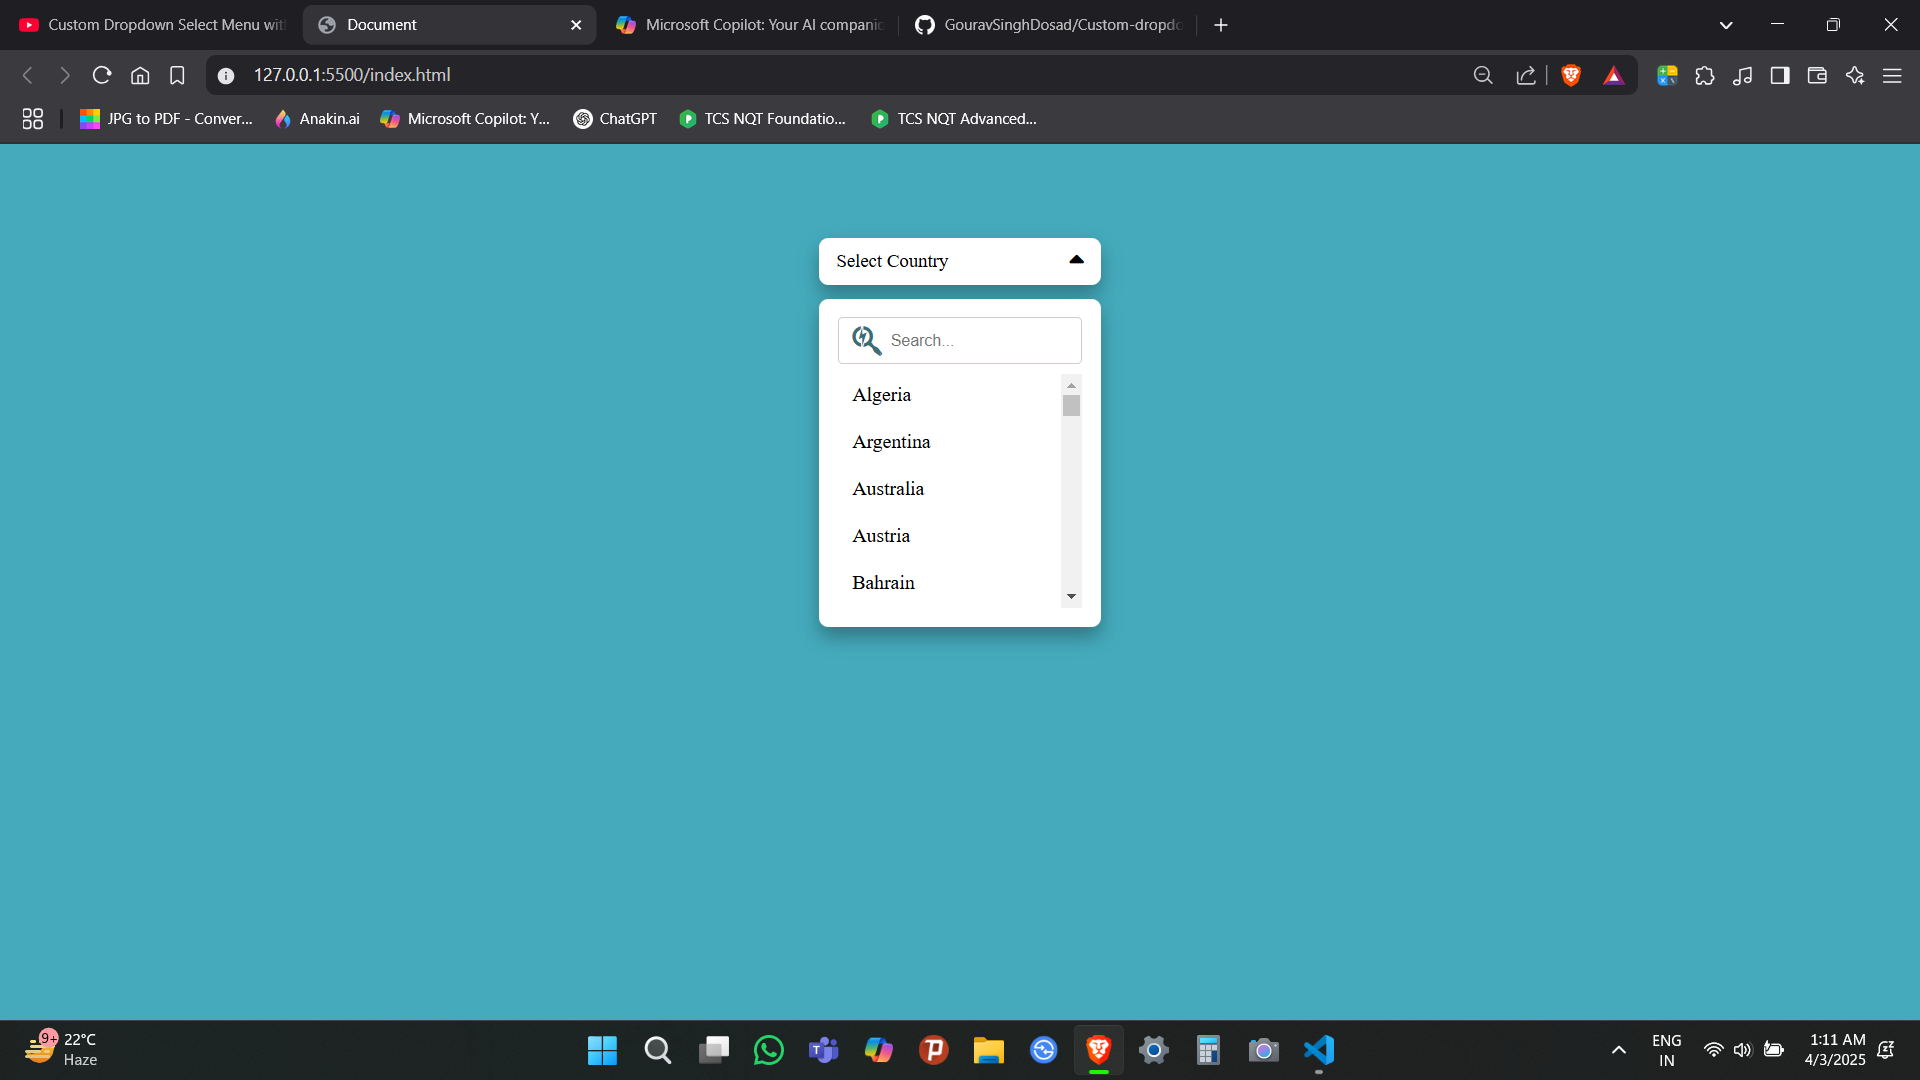 Custom Dropdown Select Menu wit
Document
Microsoft Copilot: Your AI companio
GouravSinghDosad/Custom-dropdo
127.0.0.1:5500/index.html
JPG to PDF - Conver...
Anakin.ai
Microsoft Copilot: Y...
ChatGPT
TCS NQT Foundatio...
TCS NQT Advanced...
Select Country
Search...
Algeria
Argentina
Australia
Austria
Bahrain
9+
22°C
Haze
ENG
IN
1:11 AM
4/3/2025